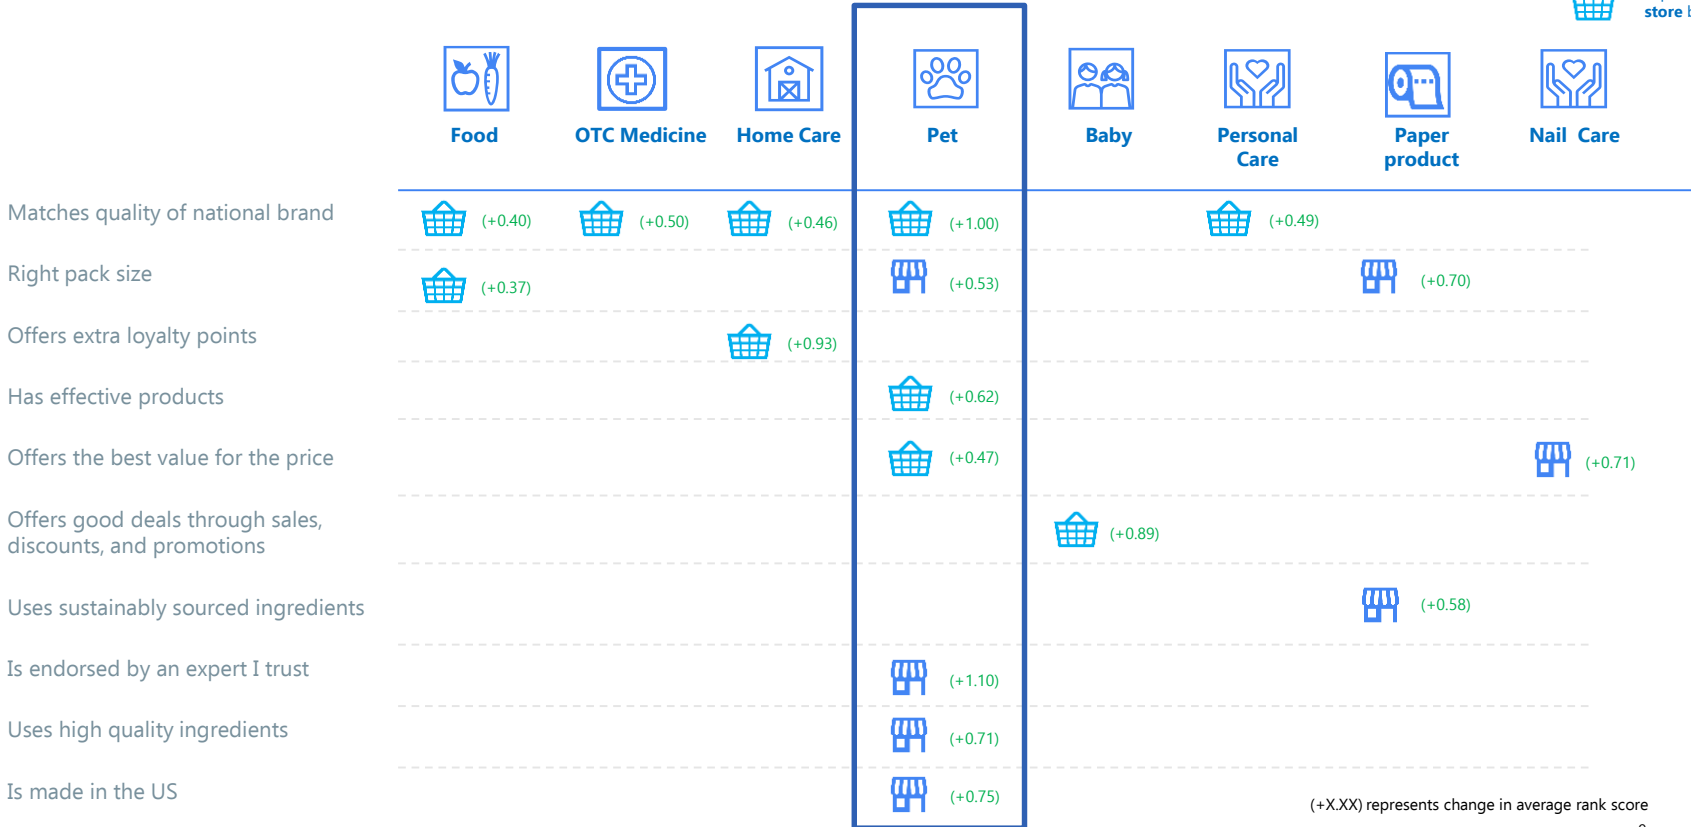 store b
Food
OTC Medicine
Home Care
Pet
Baby
Personal
Care
Paper
product
Nail Care
Matches quality of national brand
(+0.40)
(+0.50)
(+0.46)
(+1.00)
(+0.49)
Right pack size
(+0.37)
(+0.53)
(+0.70)
Offers extra loyalty points
(+0.93)
Has effective products
(+0.62)
Offers the best value for the price
(+0.47)
(+0.71)
Offers good deals through sales,
discounts, and promotions
(+0.89)
Uses sustainably sourced ingredients
(+0.58)
Is endorsed by an expert I trust
(+1.10)
Uses high quality ingredients
(+0.71)
Is made in the US
(+0.75)
(+X.XX) represents change in average rank score